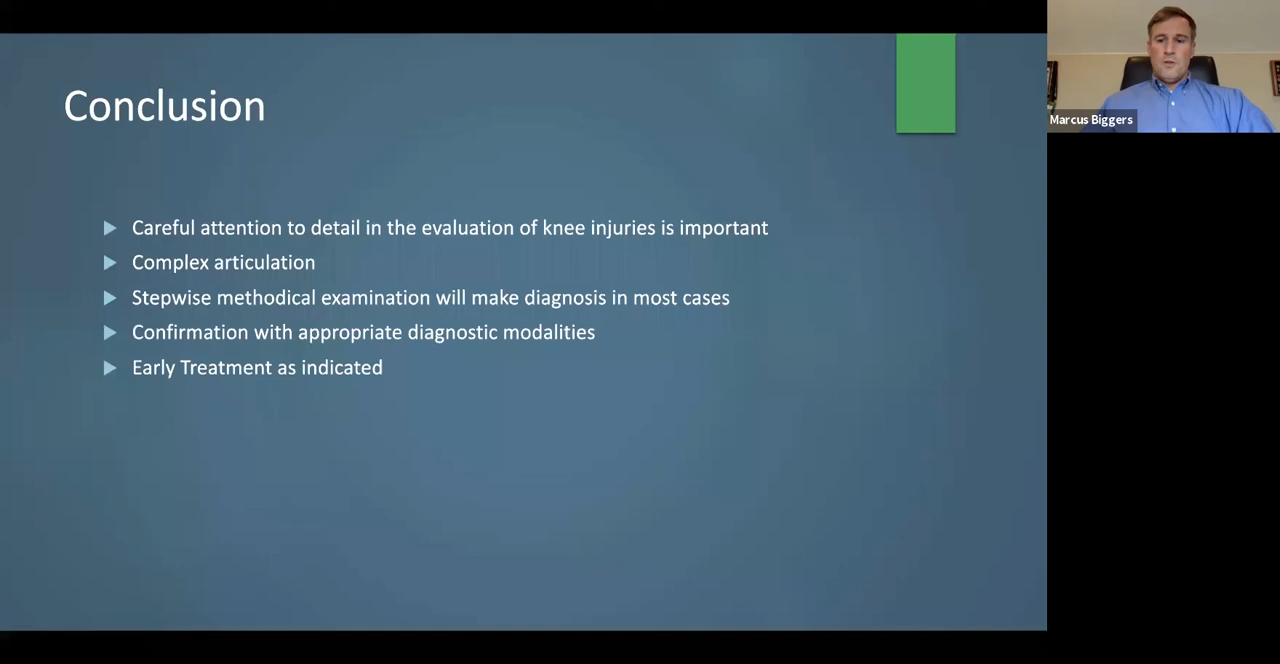 Conclusion
Careful attention to detail in the evaluation of knee injuries is important
Complex articulation
Stepwise methodical examination will make diagnosis in most cases
Confirmation with appropriate diagnostic modalities
Early Treatment as indicated
Marcus Biggers